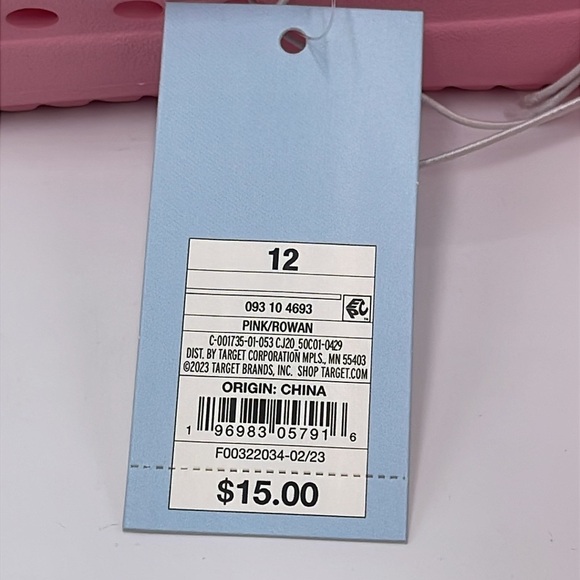 12
093 10 4693
PINK/ROWAN
C-001735-01-053 CJ20_50C01-0429
DIST. BY TARGET CORPORATION MPLS., MN 55403
©2023 TARGET BRANDS, INC. SHOP TARGET.COM
ORIGIN: CHINA
1 96983 05791 6
F00322034-02/23
$15.00